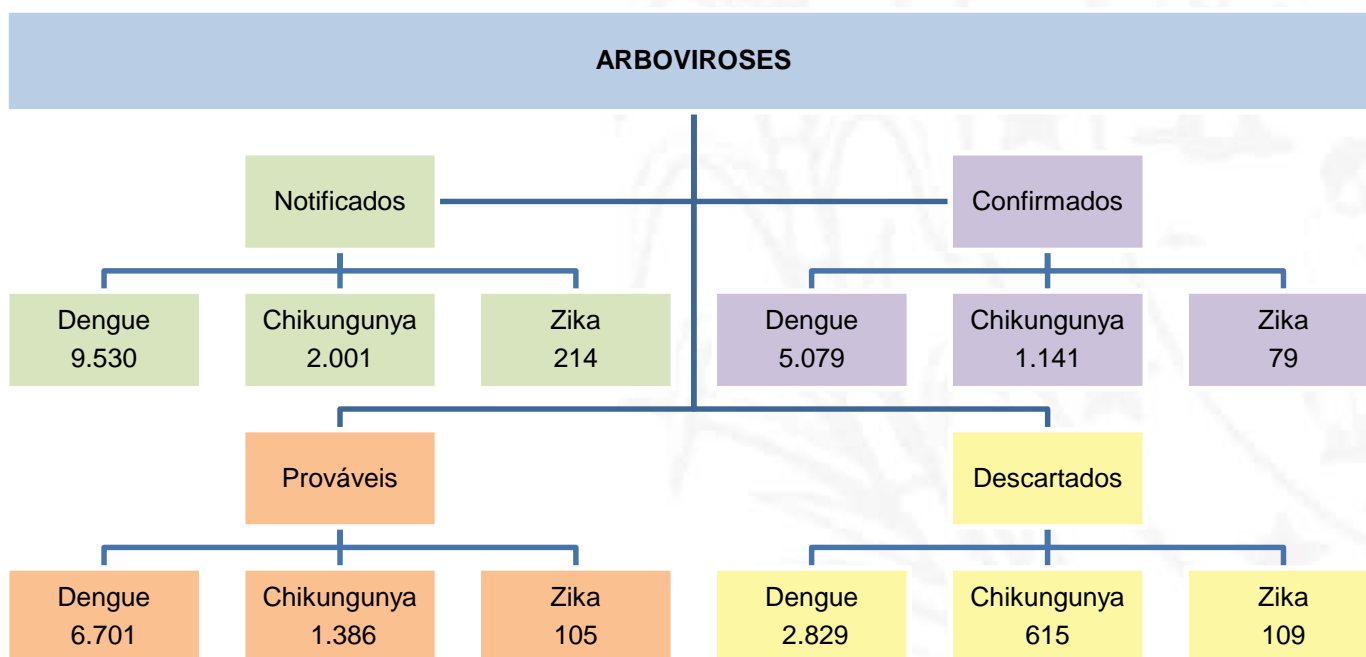 ARBOVIROSES
Notificados
Dengue
9.530
Chikungunya
2.001
Zika
214
Confirmados
Dengue
5.079
Chikungunya
1.141
Zika
79
Prováveis
Dengue
6.701
Chikungunya
1.386
Zika
105
Descartados
Dengue
2.829
Chikungunya
615
Zika
109